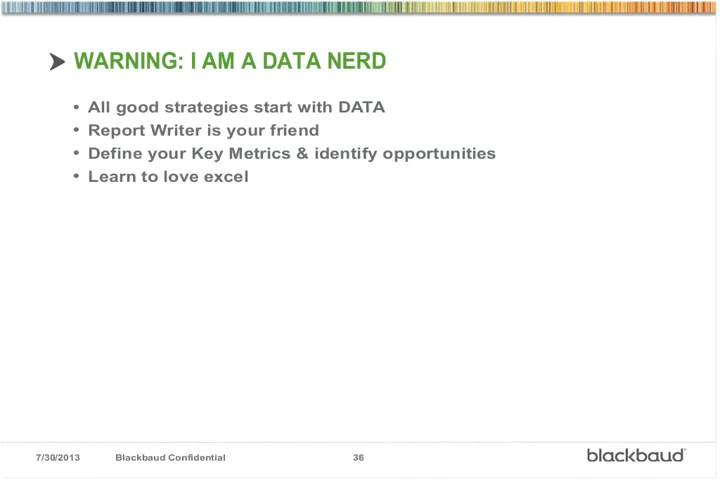 WARNING: I AM A DATA NERD
• All good strategies start with DATA
• Report Writer is your friend
• Define your Key Metrics & identify opportunities
• Learn to love excel
7/30/2013 Blackbaud Confidential 36 blackbaud